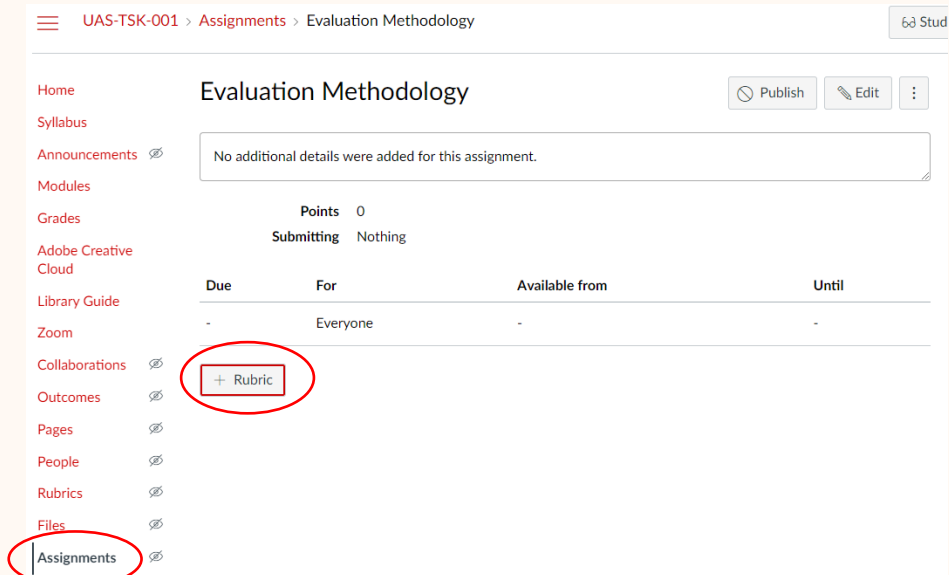 UAS-TSK-001 › Assignments › Evaluation Methodology
Stud
Home
Syllabus
Announcements
Modules
Grades
Adobe Creative
Cloud
Library Guide
Zoom
Collaborations
Outcomes
Pages
People
Rubrics
Files
Assignments
Evaluation Methodology
Publish
Edit
No additional details were added for this assignment.
Points 0
Submitting Nothing
Due For Available from Until
- Everyone - -
+ Rubric